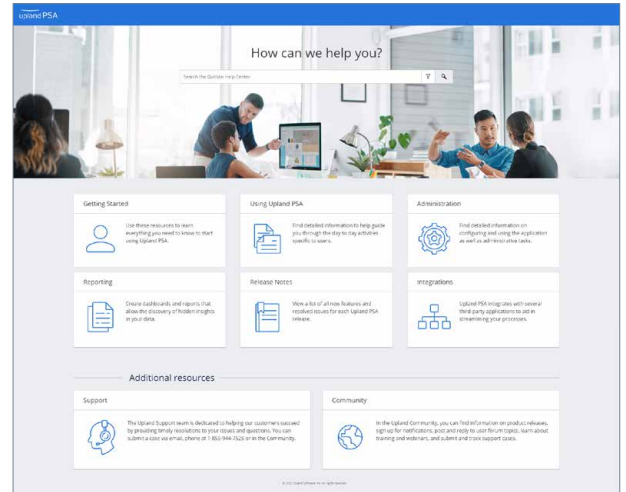 upland PSA
How can we help you?
Search the Upland Help Center
Getting Started
Use these resources to learn
everything you need to know to start
using Upland PSA.
Using Upland PSA
Find detailed information to help guide
you through the day to day activities
specific to users.
Administration
Find detailed information on
configuring and using the application
as well as administrative tasks.
Reporting
Create dashboards and reports that
allow the discovery of hidden insights
in your data.
Release Notes
View a list of all new features and
resolved issues for each Upland PSA
release.
Integrations
Upland PSA integrates with several
third party applications to aid in
streamlining your processes.
Additional resources
Support
The Upland Support team is dedicated to helping our customers succeed
by providing timely resolutions to your issues and questions. You can
submit a case via email, phone at 1-855-944-7526 or in the Community.
Community
In the Upland Community, you can find information on product releases,
sign up for notifications, post and reply to user forum topics, learn about
training and webinars, and submit and track support cases.